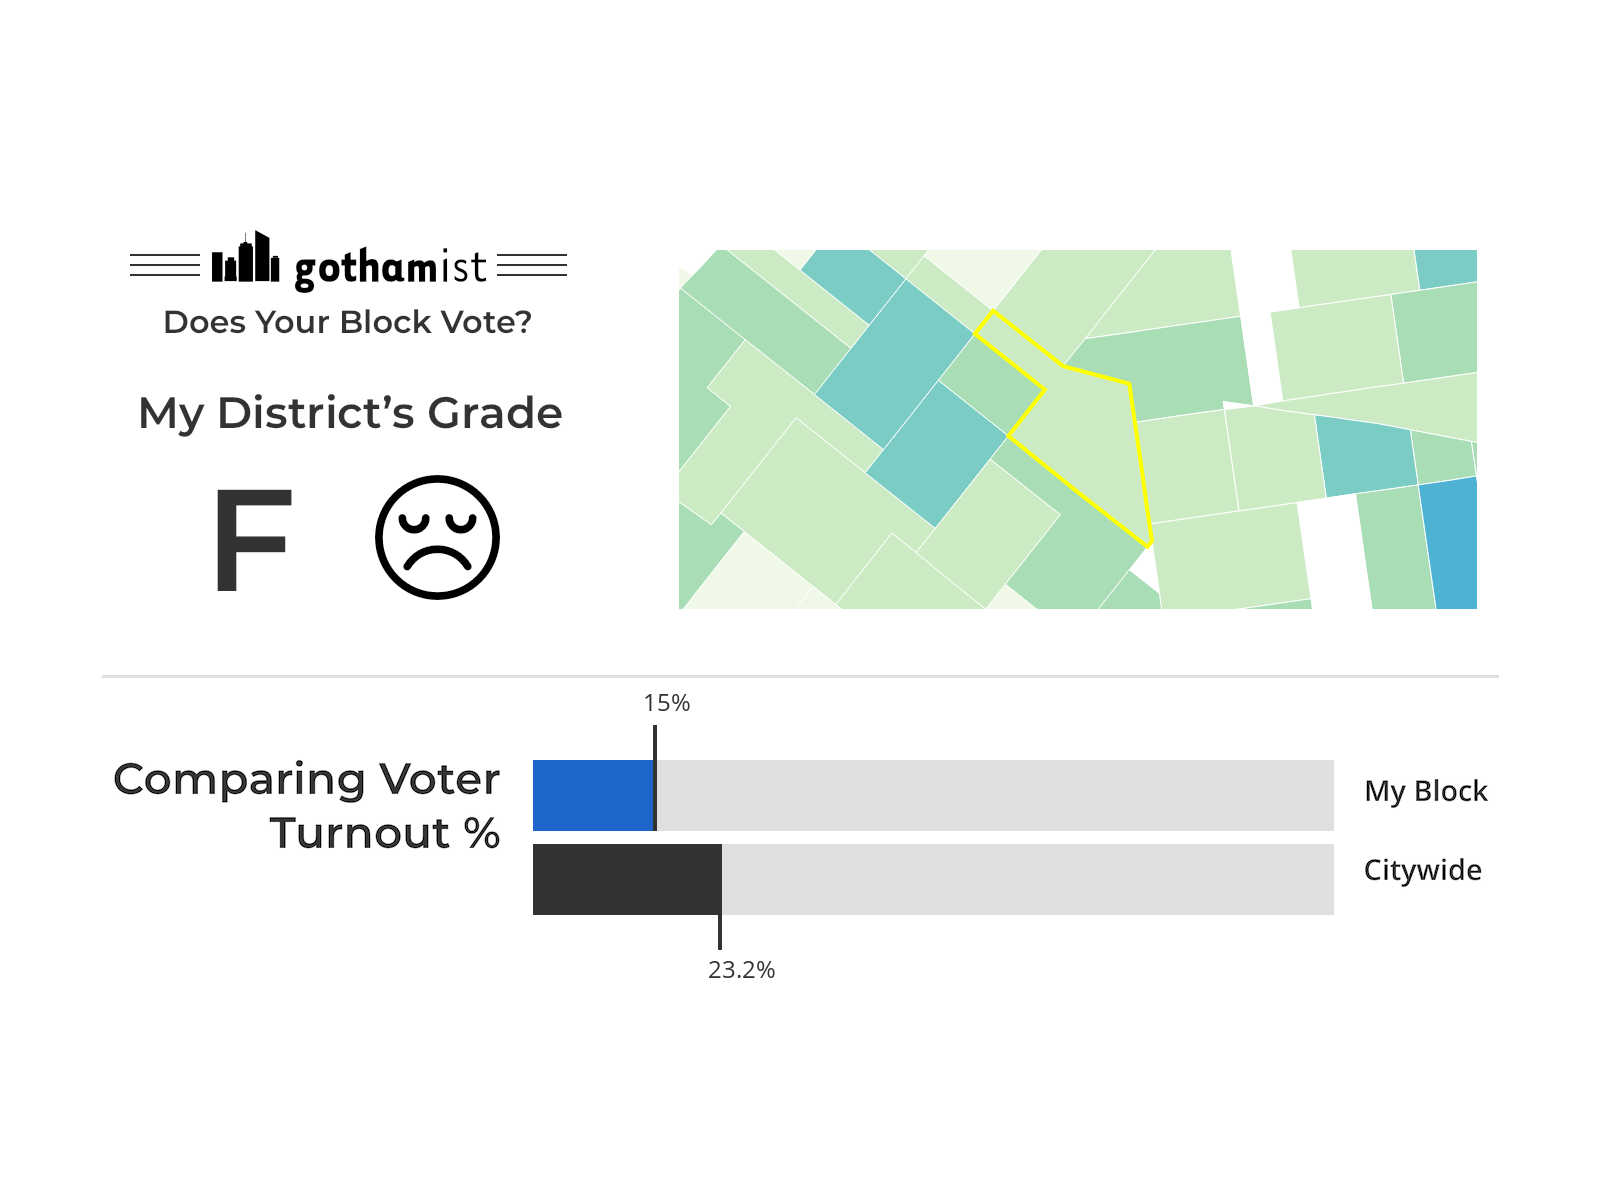 gothamist
Does Your Block Vote?
My District’s Grade
F
15%
Comparing Voter
Turnout %
My Block
Citywide
23.2%